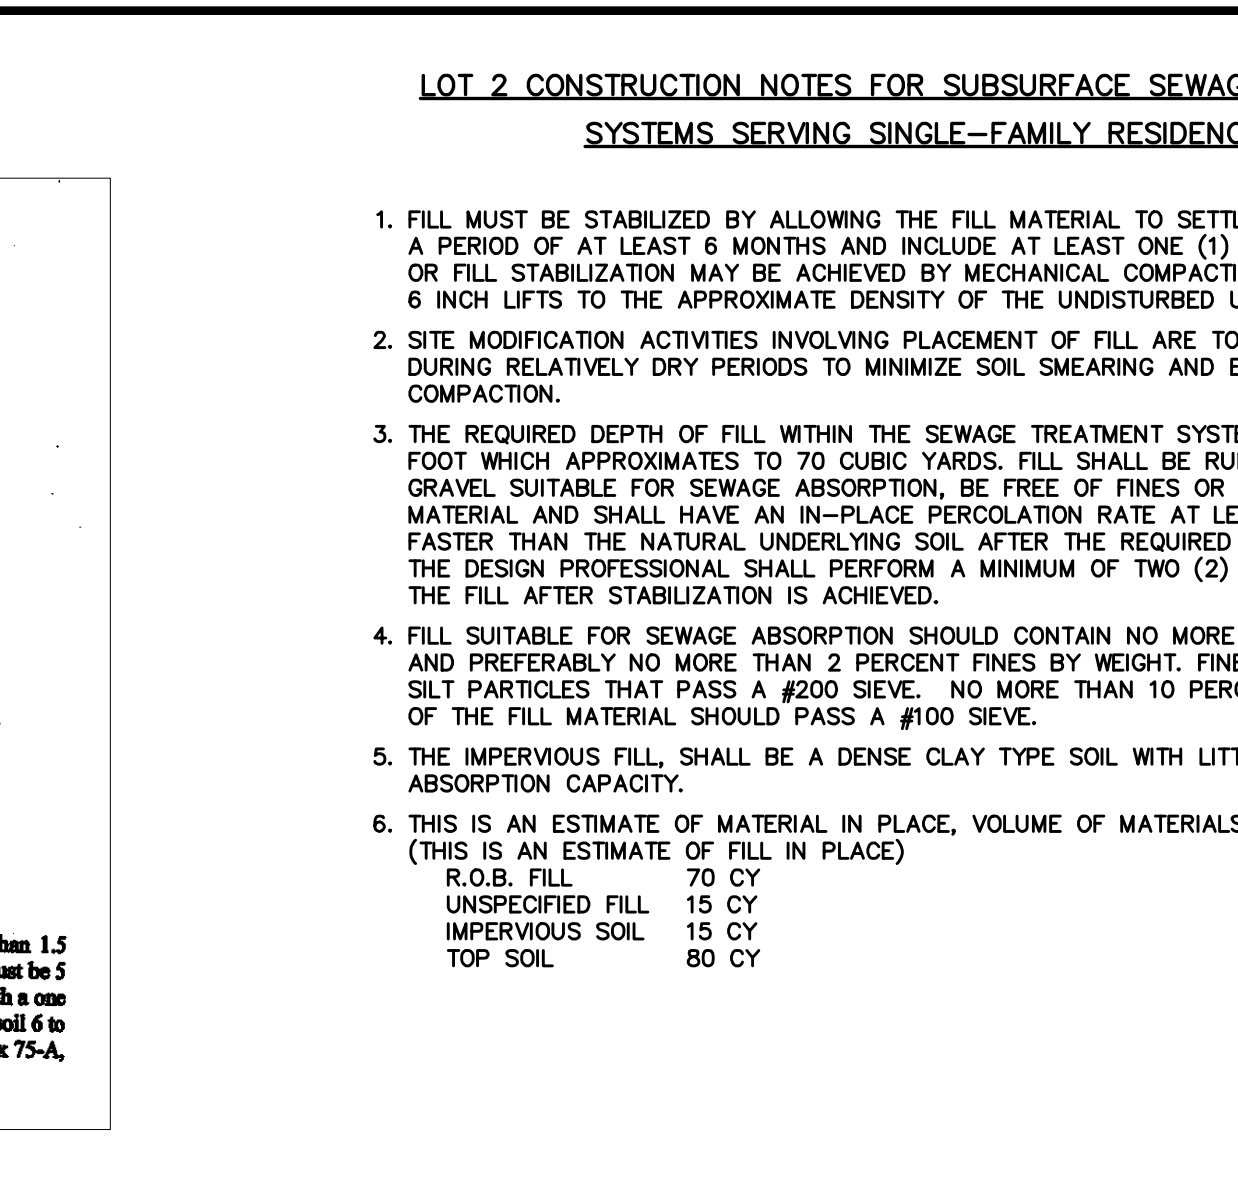 LOT 2 CONSTRUCTION NOTES FOR SUBSURFACE
SYSTEMS SERVING SINGLE–FAMILY
1. FILL MUST BE STABILIZED BY ALLOWING THE FILL MATERIAL TO
A PERIOD OF AT LEAST 6 MONTHS AND INCLUDE AT LEAST ONE (1)
OR FILL STABILIZATION MAY BE ACHIEVED BY MECHANICAL
6 INCH LIFTS TO THE APPROXIMATE DENSITY OF THE UNDISTURBED
2. SITE MODIFICATION ACTIVITIES INVOLVING PLACEMENT OF FILL ARE TO
DURING RELATIVELY DRY PERIODS TO MINIMIZE SOIL SMEARING AND
COMPACTION.
3. THE REQUIRED DEPTH OF FILL WITHIN THE SEWAGE TREATMENT
FOOT WHICH APPROXIMATES TO 70 CUBIC YARDS. FILL SHALL BE
GRAVEL SUITABLE FOR SEWAGE ABSORPTION, BE FREE OF FINES OR
MATERIAL AND SHALL HAVE AN IN–PLACE PERCOLATION RATE AT
FASTER THAN THE NATURAL UNDERLYING SOIL AFTER THE REQUIRED
THE DESIGN PROFESSIONAL SHALL PERFORM A MINIMUM OF TWO (2)
THE FILL AFTER STABILIZATION IS ACHIEVED.
4. FILL SUITABLE FOR SEWAGE ABSORPTION SHOULD CONTAIN NO MORE
AND PREFERABLY NO MORE THAN 2 PERCENT FINES BY WEIGHT.
SILT PARTICLES THAT PASS A #200 SIEVE. NO MORE THAN 10
OF THE FILL MATERIAL SHOULD PASS A #100 SIEVE.
5. THE IMPERVIOUS FILL, SHALL BE A DENSE CLAY TYPE SOIL WITH
ABSORPTION CAPACITY.
6. THIS IS AN ESTIMATE OF MATERIAL IN PLACE, VOLUME OF MATERIALS
(THIS IS AN ESTIMATE OF FILL IN PLACE)
R.O.B. FILL 70 CY
UNSPECIFIED FILL 15 CY
IMPERVIOUS SOIL 15 CY
TOP SOIL 80 CY
1.5
be 5
a one
6 to
75-A,